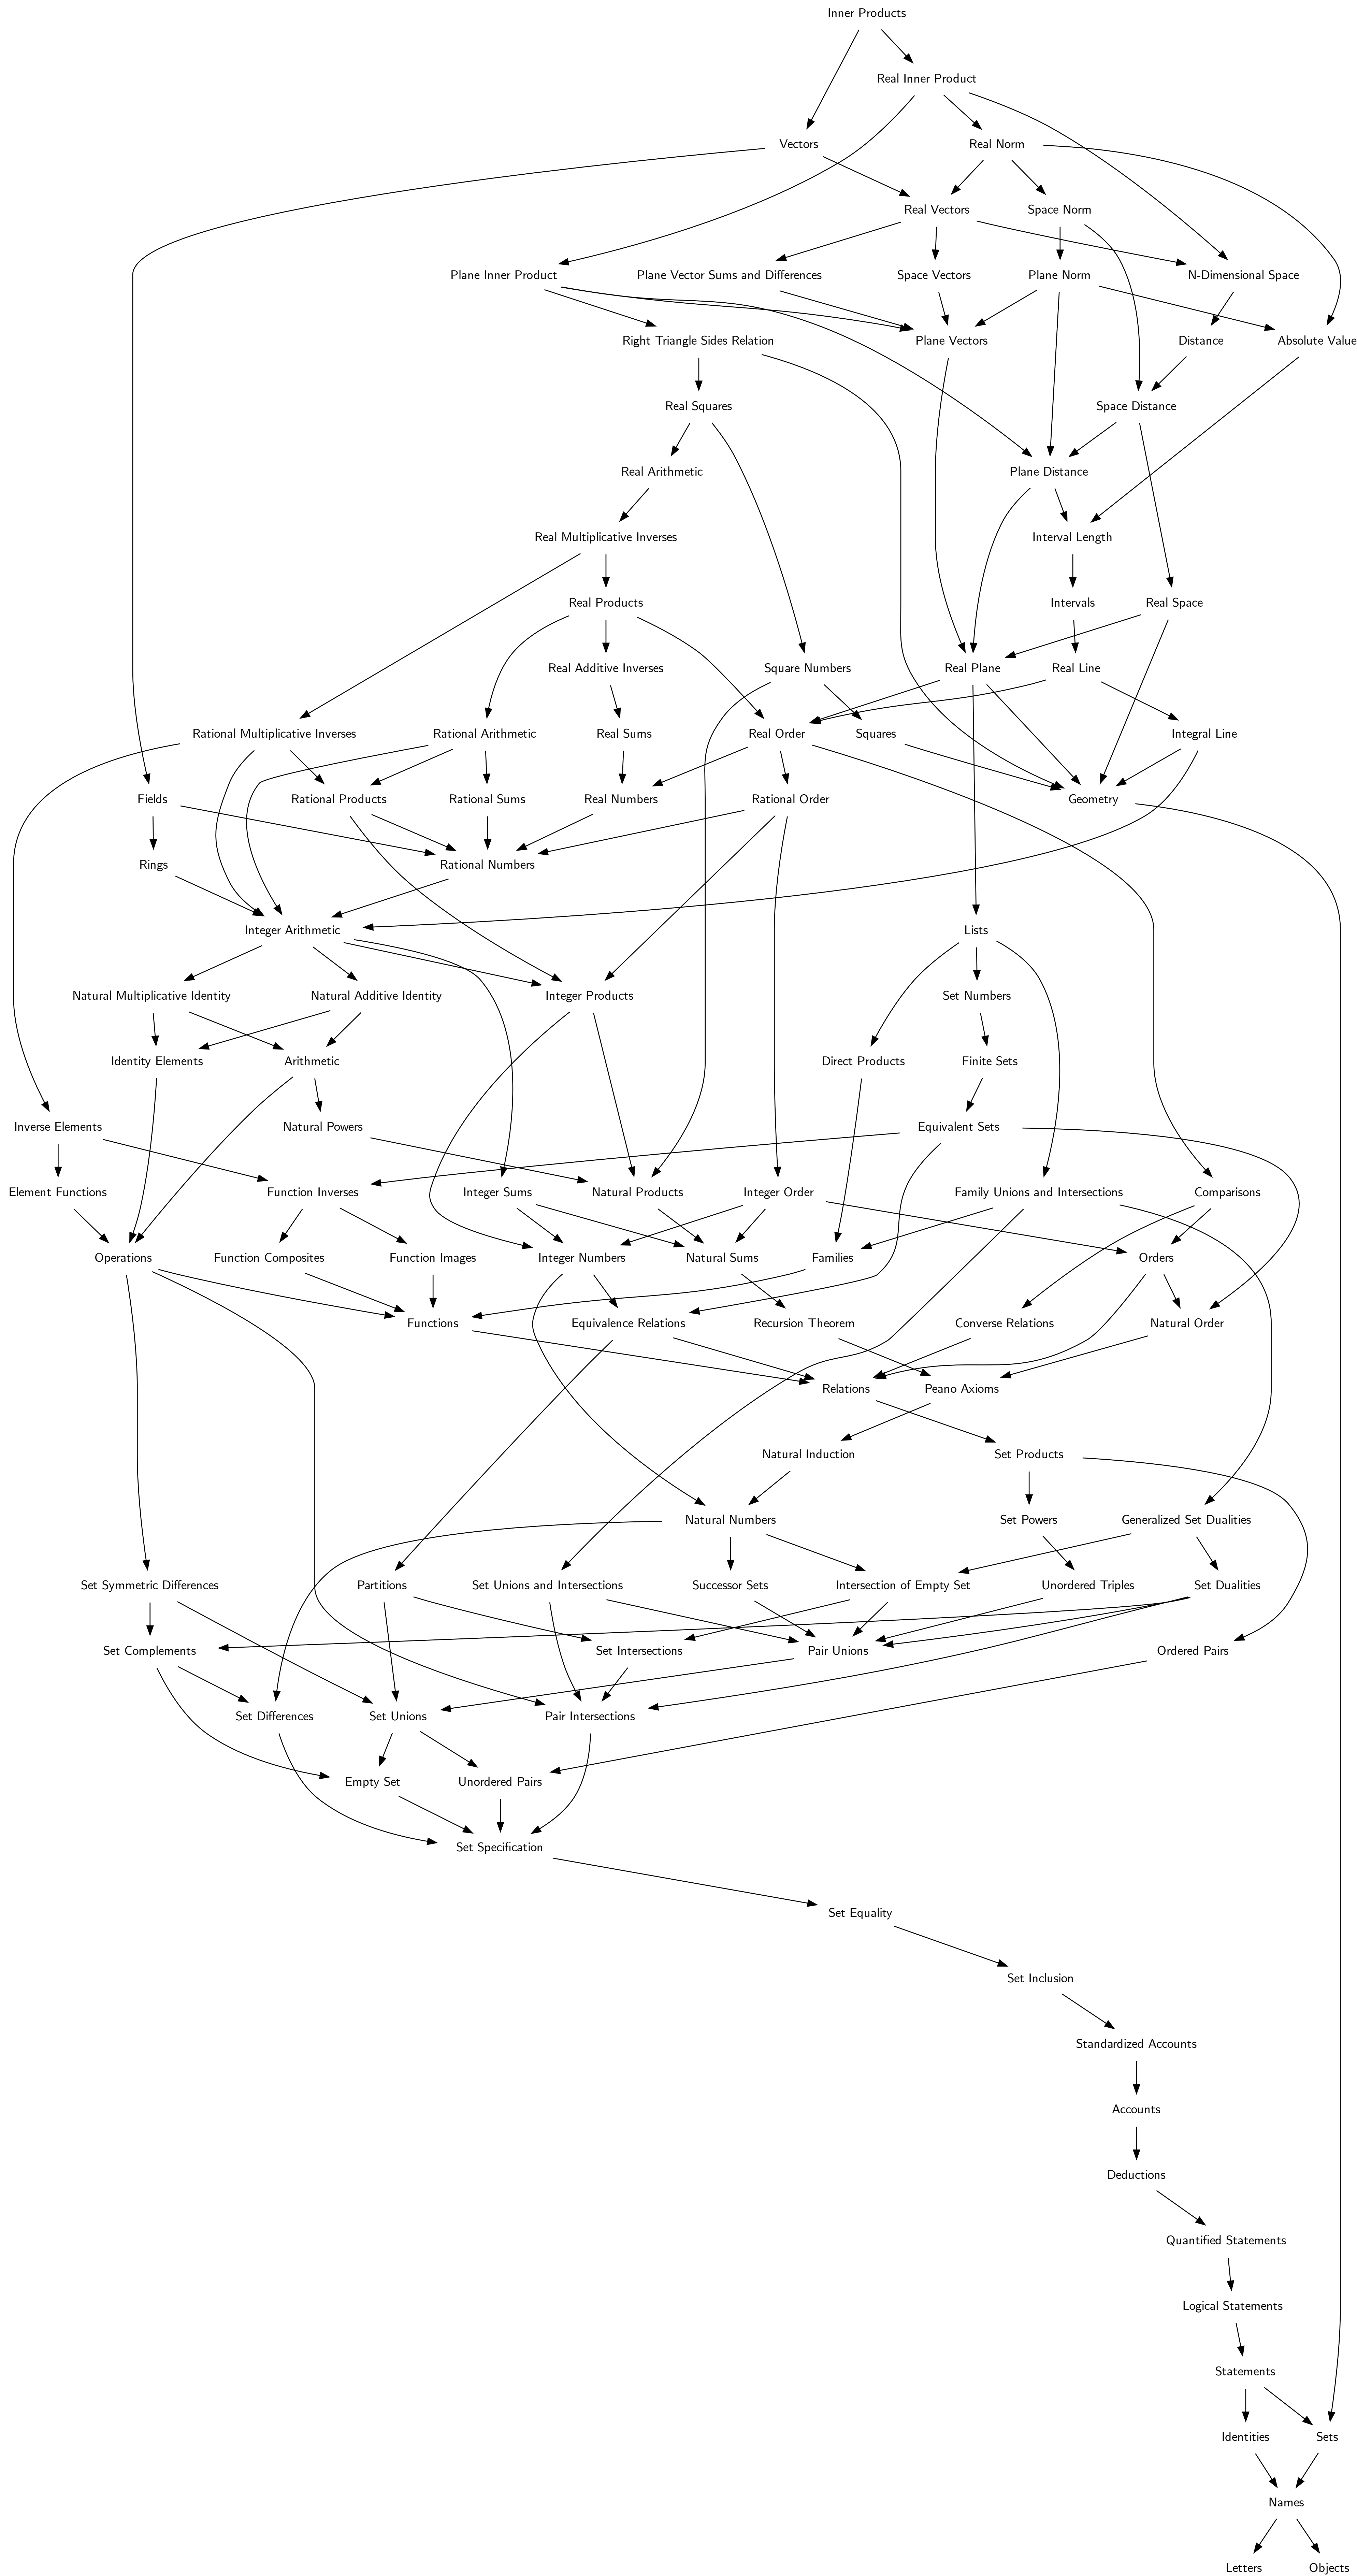 Inner Products
Real Inner Product
Vectors
Real Norm
Real Vectors
Space Norm
Plane Inner Product
Plane Vector Sums and Differences
Space Vectors
Plane Norm
N-Dimensional Space
Right Triangle Sides Relation
Plane Vectors
Distance
Absolute Value
Real Squares
Space Distance
Real Arithmetic
Plane Distance
Real Multiplicative Inverses
Interval Length
Real Products
Intervals
Real Space
Real Additive Inverses
Square Numbers
Real Plane
Real Line
Rational Multiplicative Inverses
Rational Arithmetic
Real Sums
Real Order
Squares
Integral Line
Fields
Rational Products
Rational Sums
Real Numbers
Rational Order
Geometry
Rings
Rational Numbers
Integer Arithmetic
Lists
Natural Multiplicative Identity
Natural Additive Identity
Integer Products
Set Numbers
Identity Elements
Arithmetic
Direct Products
Finite Sets
Inverse Elements
Natural Powers
Equivalent Sets
Element Functions
Function Inverses
Integer Sums
Natural Products
Integer Order
Family Unions and Intersections
Comparisons
Operations
Function Composites
Function Images
Integer Numbers
Natural Sums
Families
Orders
Functions
Equivalence Relations
Recursion Theorem
Converse Relations
Natural Order
Relations
Peano Axioms
Natural Induction
Set Products
Natural Numbers
Set Powers
Generalized Set Dualities
Set Symmetric Differences
Partitions
Set Unions and Intersections
Successor Sets
Intersection of Empty Set
Unordered Triples
Set Dualities
Set Complements
Set Intersections
Pair Unions
Ordered Pairs
Set Differences
Set Unions
Pair Intersections
Empty Set
Unordered Pairs
Set Specification
Set Equality
Set Inclusion
Standardized Accounts
Accounts
Deductions
Quantified Statements
Logical Statements
Statements
Identities
Sets
Names
Letters
Objects